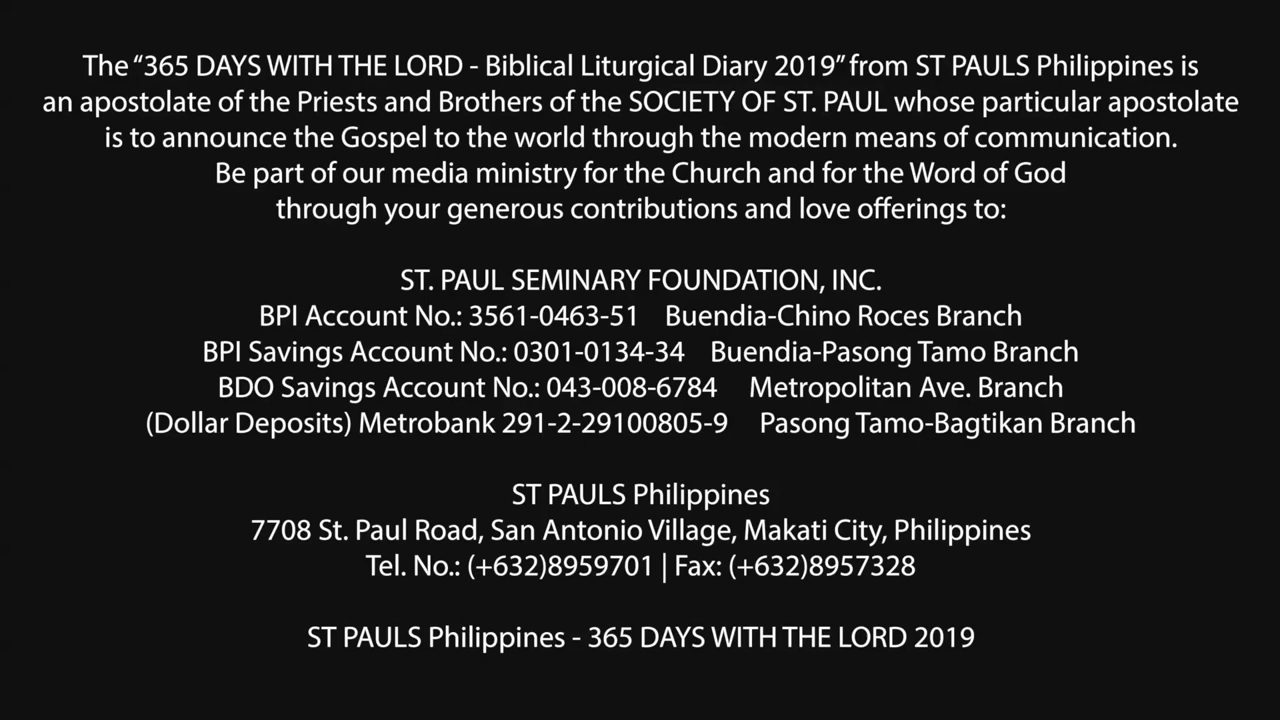 The “365 DAYS WITH THE LORD - Biblical Liturgical Diary 2019” from ST PAULS Philippines is
an apostolate of the Priests and Brothers of the SOCIETY OF ST. PAUL whose particular apostolate
is to announce the Gospel to the world through the modern means of communication.
Be part of our media ministry for the Church and for the Word of God
through your generous contributions and love offerings to:
ST. PAUL SEMINARY FOUNDATION, INC.
BPI Account No.: 3561-0463-51 Buendia-Chino Roces Branch
BPI Savings Account No.: 0301-0134-34 Buendia-Pasong Tamo Branch
BDO Savings Account No.: 043-008-6784 Metropolitan Ave. Branch
(Dollar Deposits) Metrobank 291-2-29100805-9 Pasong Tamo-Bagtikan Branch
ST PAULS Philippines
7708 St. Paul Road, San Antonio Village, Makati City, Philippines
Tel. No.: (+632)8959701 | Fax: (+632)8957328
ST PAULS Philippines - 365 DAYS WITH THE LORD 2019